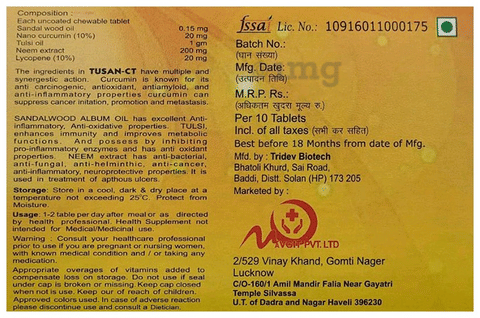 Composition :
Each uncoated chewable tablet
Sandal wood oil 0.15 mg
Nano curcumin (10%) 20 mg
Tulsi oil 1 gm
Neem extract 200 mg
Lycopene (10%) 20 mg
The ingredients in TUSAN-CT have multiple and
synergistic action. Curcumin is known for its
anti carcinogenic, antioxidant, antiamyloid, and
anti-inflammatory properties curcumin can
suppress cancer initation, promotion and metastasis.
SANDALWOOD ALBUM OIL has excellent Anti-
inflammatory, Anti-oxidative properties. TULSI,
enhances immunity and improves metabolic
functions. And possess by inhibiting
pro-inflammatory enzymes and has anti oxidant
properties. NEEM extract has anti-bacterial,
anti-fungal, anti-helminthic, anti-cancer,
anti-inflammatory, neuroprotective properties. It is
used in treatment of apthous ulcers.
Storage: Store in a cool, dark & dry place at a
temperature not exceeding 25°C. Protect from
Moisture.
Usage: 1-2 table per day after meal or as directed
by health professional. Health Supplement not
intended for Medical/Medicinal use.
Warning : Consult your healthcare professional
prior to use if you are pregnant or nursing women,
with known medical condition and / or taking any
medication.
Appropriate overages of vitamins added to
compensate loss on storage. Do not use if seal
under cap is broken or missing. Keep cap closed
when not is use. Keep our of reach of children.
Approved colors used. In case of adverse reaction
please discontinue use and consult a Dietician.
fssai Lic. No.: 10916011000175
Batch No.:
(घान संख्या)
Mfg. Date:
(उत्पादन तिथि)
M.R.P. Rs.:
(अधिकतम खुदरा मूल्य रु.)
Per 10 Tablets
Incl. of all taxes (सभी कर सहित)
Best before 18 Months from date of Mfg.
Mfd. by : Tridev Biotech
Bhatoli Khurd, Sai Road,
Baddi, Distt. Solan (HP) 173 205
Marketed by :
PVT. LTD
2/529 Vinay Khand, Gomti Nager
Lucknow
C/O-160/1 Amil Mandir Falia Near Gayatri
Temple Silvassa
U.T. of Dadra and Nagar Haveli 396230